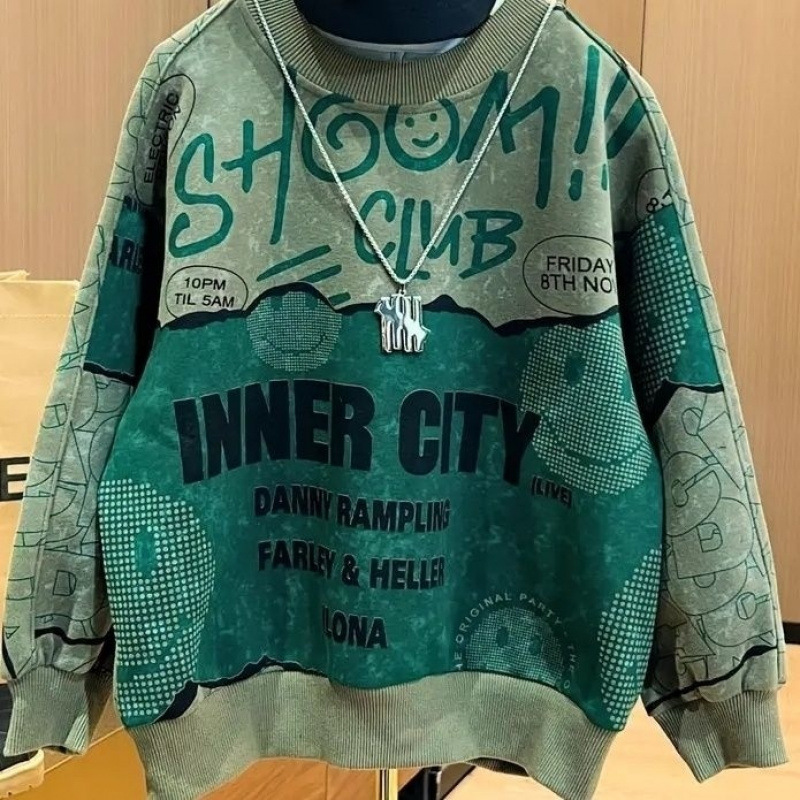 ELECTRIC
SHOOM!!
CLUB
10PM
TIL 5AM
FRIDAY
8TH NO
INNER CITY
(LIVE)
DANNY RAMPLING
FARLEY & HELLER
ILONA
E ORIGINAL PARTY · THE O
E